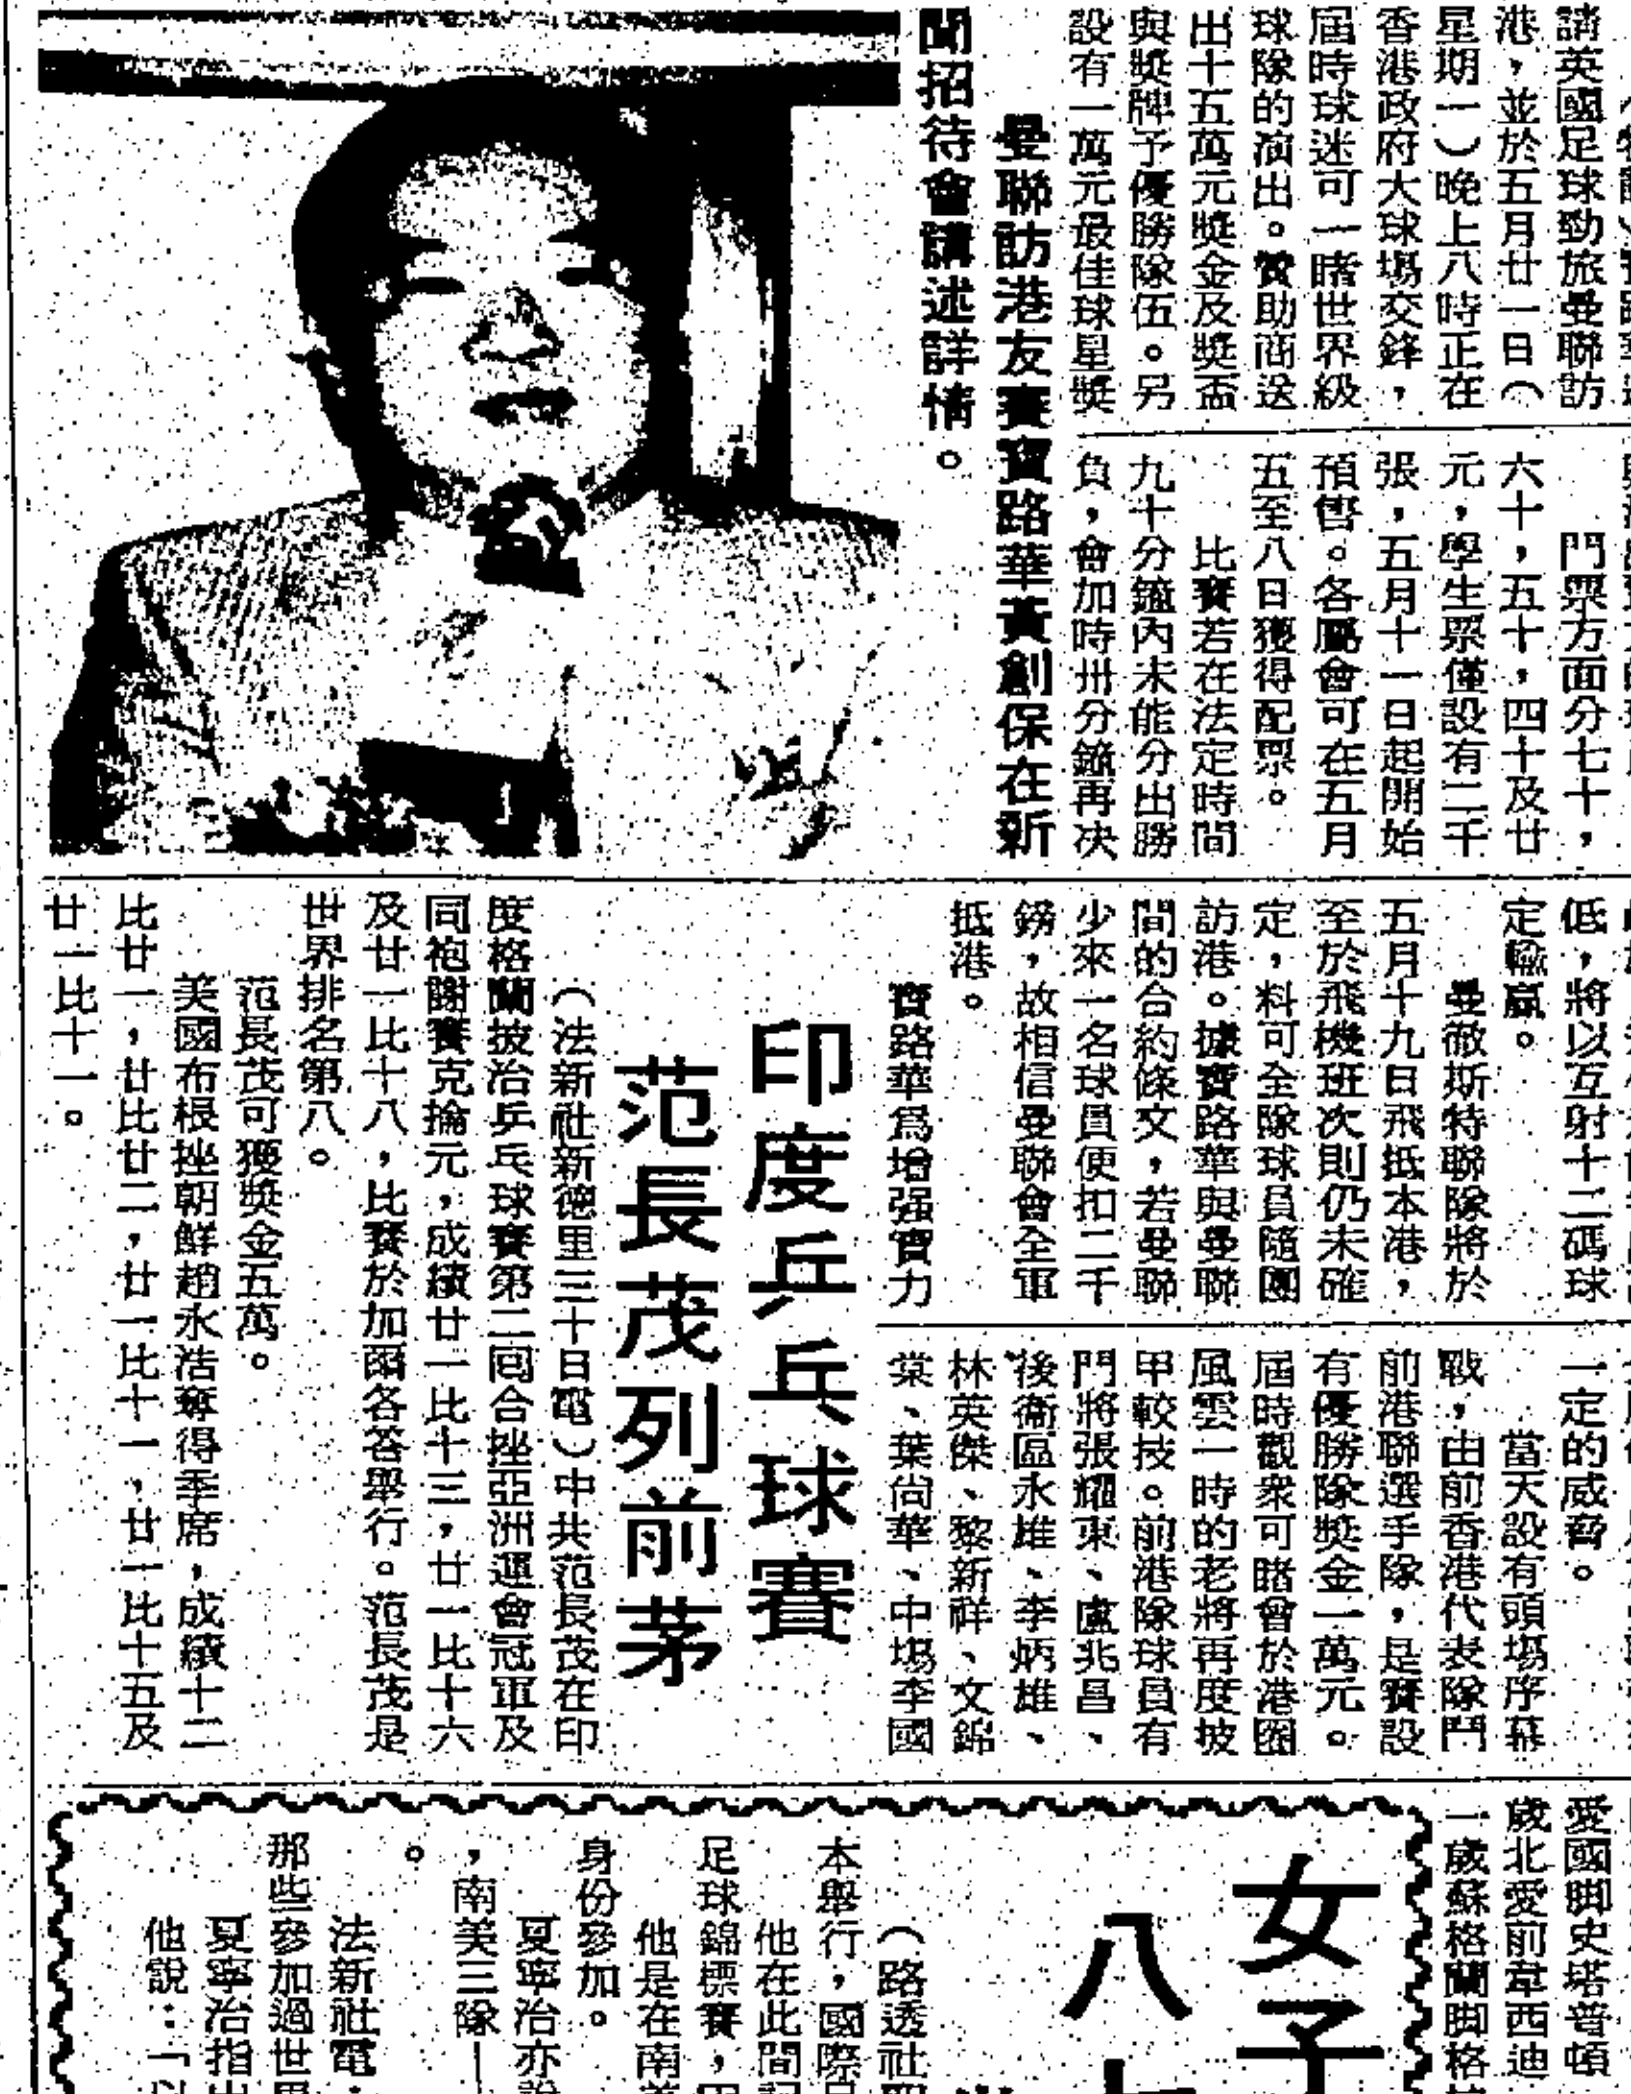 請英國足球勁旅曼聯訪
港，並於五月廿一日（
星期一）晚上八時正在
香港政府大球場交鋒，
屆時球迷可一睹世界級
球隊的演出。贊助商送
出十五萬元獎金及獎盃
與獎牌予優勝隊伍。另
設有一萬元最佳球星獎
門票方面分七十，
六十，五十，四十及廿
元，學生票僅設有二千
張，五月十一日起開始
預售。各屬會可在五月
五至八日獲得配票。
比賽若在法定時間
九十分鐘內未能分出勝
負，會加時卅分鐘再决
曼聯訪港友賽寶路華黃創保在新
聞招待會講述詳情。
低，將以互射十二碼球
定輸贏。
曼徹斯特聯隊將於
五月十九日飛抵本港，
至於飛機班次則仍未確
定，料可全隊球員隨團
訪港。據寶路華與曼聯
間的合約條文，若曼聯
少來一名球員便扣二千
鎊，故相信曼聯會全軍
抵港。
寶路華爲增强實力
一定的威脅。
當天設有頭場序幕
戰，由前香港代表隊鬥
前港聯選手隊，是賽設
有優勝隊獎金一萬元。
屆時觀衆可睹曾於港圈
風雲一時的老將再度披
甲較技。前港隊球員有
門將張耀東、盧兆昌、
後衞區永雄、李炳雄、
林英傑、黎新祥、文錦
棠、葉尙華、中場李國
印度乒乓球賽
范長茂列前茅
（法新社新德里三十日電）中共范長茂在印
度格蘭披治乒乓球賽第二回合挫亞洲運會冠軍及
同袍謝賽克掄元，成績廿一比十三，廿一比十六
及廿一比十八，比賽於加爾各荅舉行。范長茂是
世界排名第八。
范長茂可獲獎金五萬。
美國布根挫朝鮮趙永浩奪得季席，成績十二
比廿一，廿比廿二，廿一比十一，廿一比十五及
廿一比十一。
愛國脚史塔普頓
歲北愛前韋西迪
一歲蘇格蘭脚格
女子
八
（路透社
本舉行，國際
他在此間記
足球錦標賽，因
他是在南美
身份參加。
夏寧治亦說
，南美三隊—
。
法新社電：
那些參加過世界
夏寧治指出
他說：「以